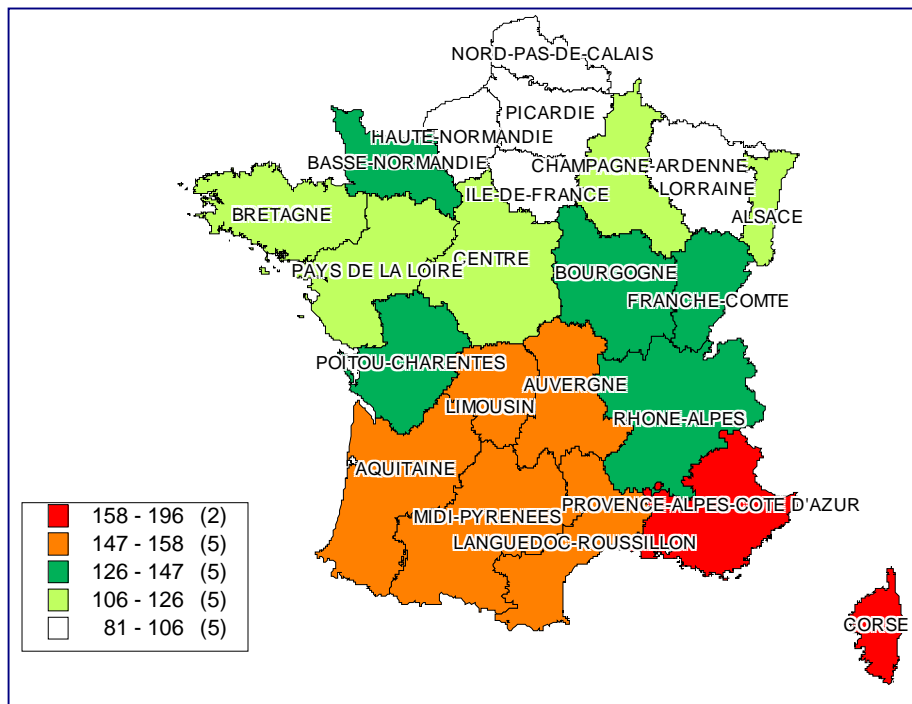 NORD-PAS-DE-CALAIS
PICARDIE
HAUTE-NORMANDIE
BASSE-NORMANDIE
CHAMPAGNE-ARDENNE
LORRAINE
ILE-DE-FRANCE
ALSACE
BRETAGNE
PAYS DE LA LOIRE
CENTRE
BOURGOGNE
FRANCHE-COMTE
POITOU-CHARENTES
AUVERGNE
LIMOUSIN
RHONE-ALPES
AQUITAINE
PROVENCE-ALPES-COTE D'AZUR
MIDI-PYRENEES
LANGUEDOC-ROUSSILLON
CORSE
158 - 196 (2)
147 - 158 (5)
126 - 147 (5)
106 - 126 (5)
81 - 106 (5)